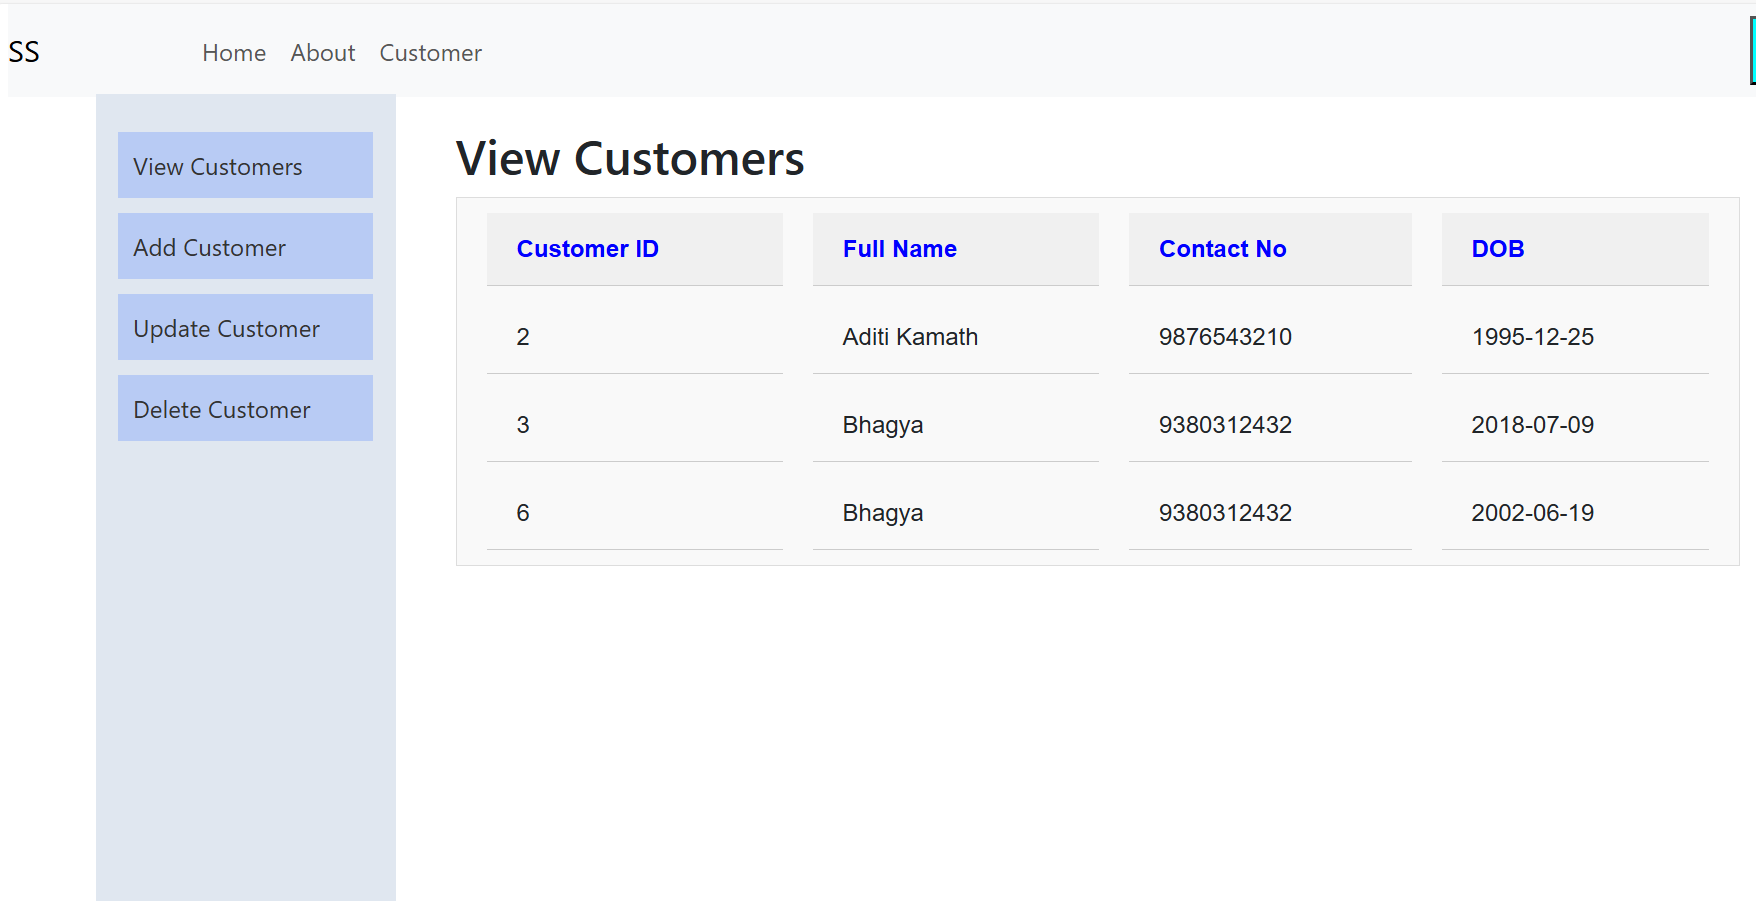 SS Home About Customer
View Customers
Add Customer
Update Customer
Delete Customer
View Customers
Customer ID Full Name Contact No DOB
2 Aditi Kamath 9876543210 1995-12-25
3 Bhagya 9380312432 2018-07-09
6 Bhagya 9380312432 2002-06-19